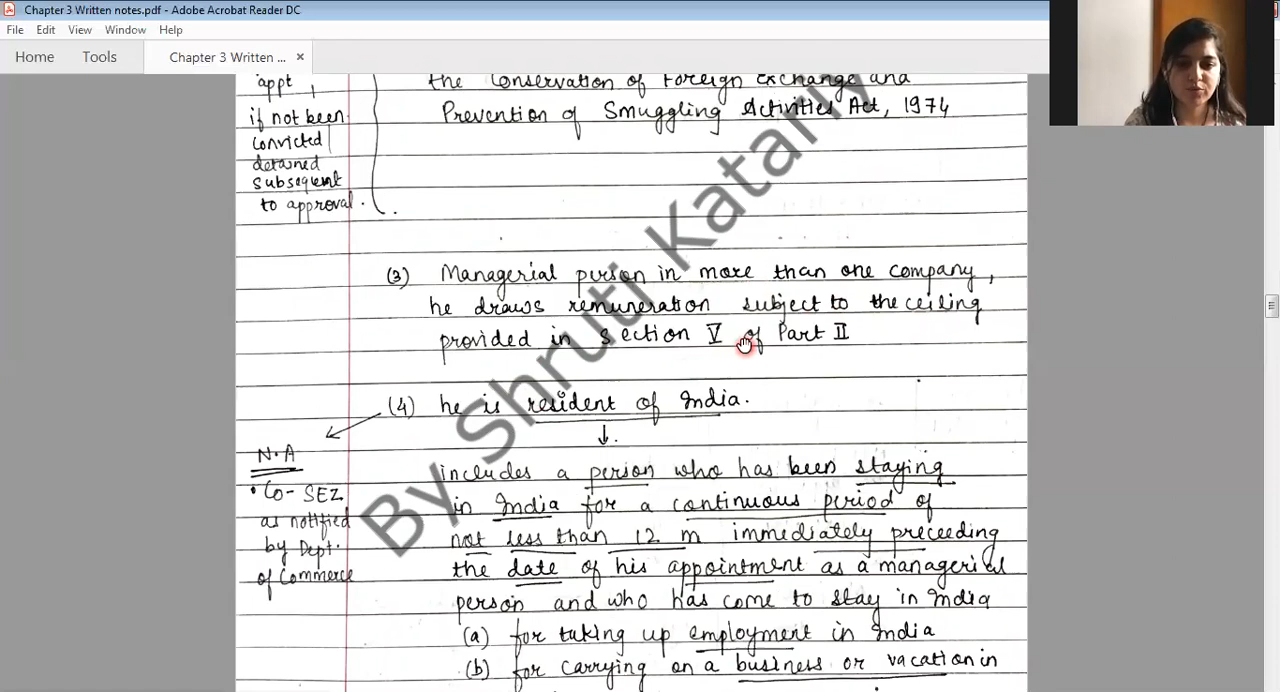 Chapter 3 Written notes.pdf - Adobe Acrobat Reader DC
File Edit View Window Help
Home Tools Chapter 3 Written ... ×
appt,
if not been
convicted/
detained
subsequent
to approval.
the Conservation of Foreign Exchange and
Prevention of Smuggling Activities Act, 1974
(3) Managerial person in more than one company,
he draws remuneration subject to the ceiling
provided in section V of Part II
(4) he is resident of India.
N.A
• Co- SEZ
as notified
by Dept.
of Commerce
includes a person who has been staying
in India for a continuous period of
not less than 12 m immediately preceeding
the date of his appointment as a managerial
person and who has come to stay in India
(a) for taking up employment in India
(b) for carrying on a business or vacation in
By Shruti Katariy